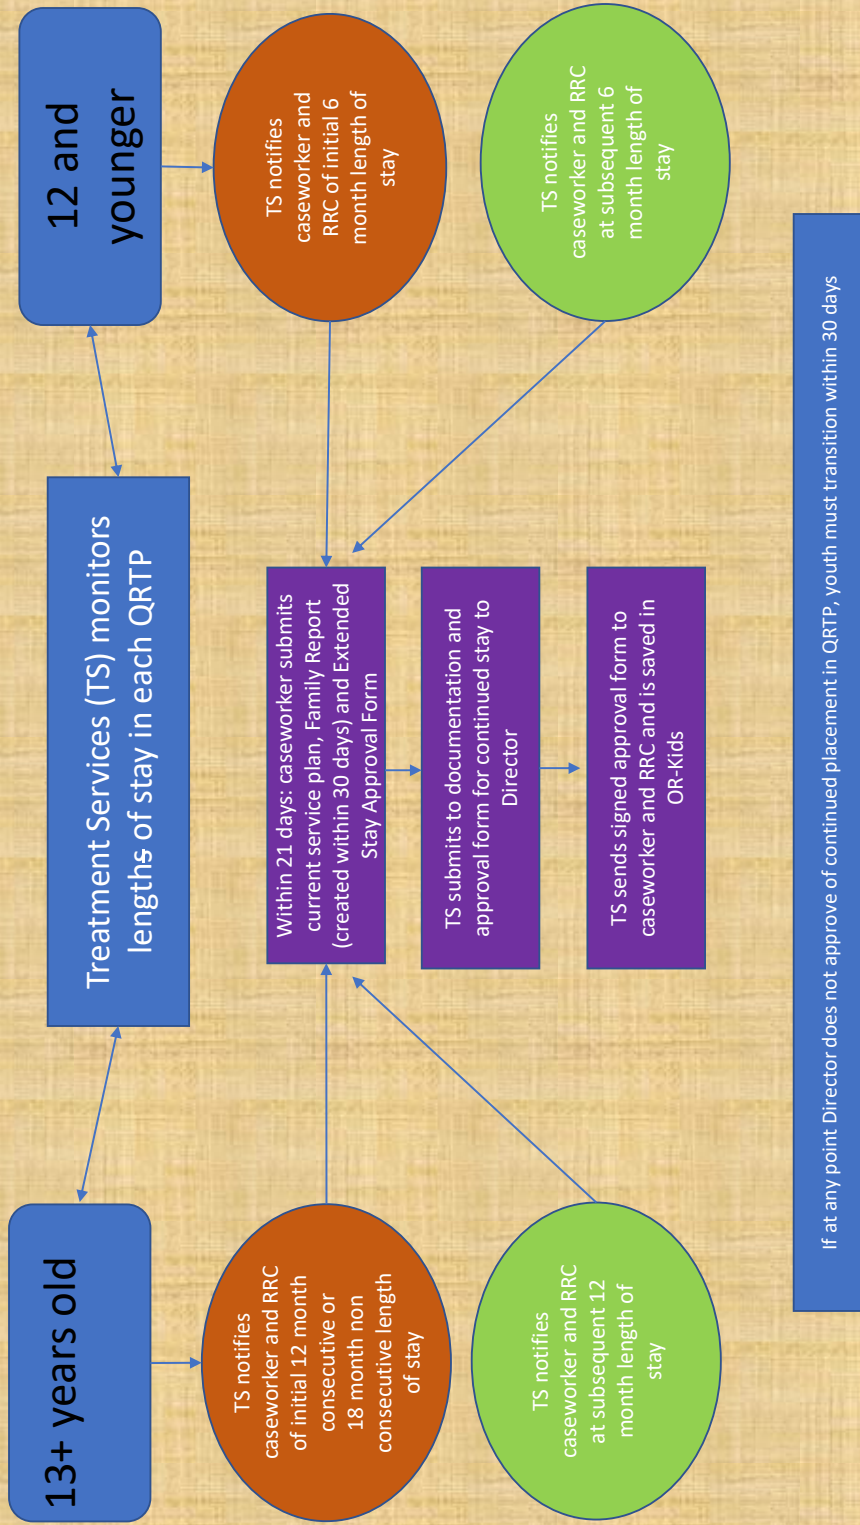 13+ years old
Treatment Services (TS) monitors
lengths of stay in each QRTP
12 and
younger
TS notifies
caseworker and RRC
of initial 12 month
consecutive or
18 month non
consecutive length
of stay
Within 21 days: caseworker submits
current service plan, Family Report
(created within 30 days) and Extended
Stay Approval Form
TS notifies
caseworker and
RRC of initial 6
month length of
stay
TS submits to documentation and
approval form for continued stay to
Director
TS notifies
caseworker and RRC
at subsequent 12
month length of
stay
TS sends signed approval form to
caseworker and RRC and is saved in
OR-Kids
TS notifies
caseworker and RRC
at subsequent 6
month length of
stay
If at any point Director does not approve of continued placement in QRTP, youth must transition within 30 days